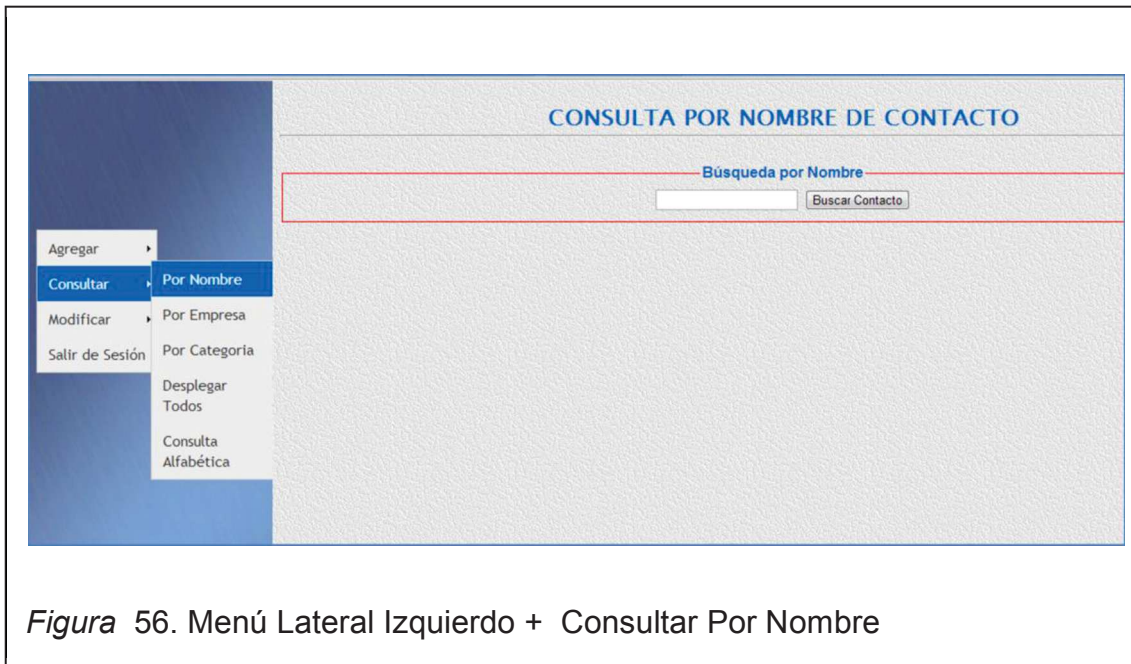 CONSULTA POR NOMBRE DE CONTACTO
Búsqueda por Nombre
Buscar Contacto
Agregar
Consultar
Modificar
Salir de Sesión
Por Nombre
Por Empresa
Por Categoria
Desplegar
Todos
Consulta
Alfabética
Figura 56. Menú Lateral Izquierdo + Consultar Por Nombre